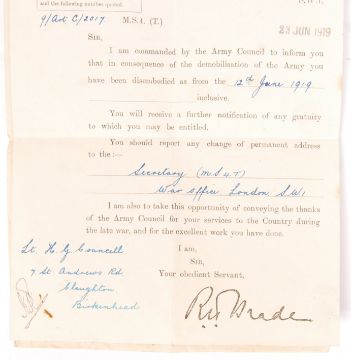 and the following number quoted.
S.W.1.
9/Art C/2017. M.S.4. (T.)
23 JUN 1919
Sir,
I am commanded by the Army Council to inform you
that in consequence of the demobilisation of the Army you
have been disembodied as from the 12th June 1919
inclusive.
You will receive a further notification of any gratuity
to which you may be entitled.
You should report any change of permanent address
to the:—
Secretary (M.S.4.T)
War Office London SW1
I am also to take this opportunity of conveying the thanks
of the Army Council for your services to the Country during
the late war, and for the excellent work you have done.
Lt. H. G Councell
I am,
Sir,
7 St Andrews Rd
Your obedient Servant,
Claughton
Birkenhead
R H Brade